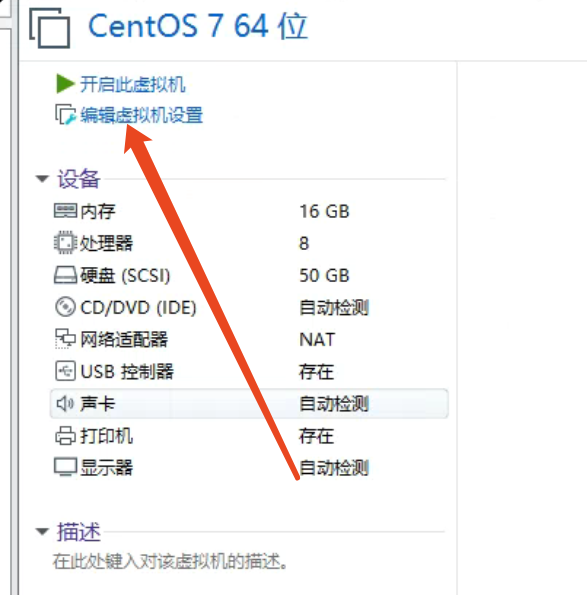 CentOS 7 64 位
开启此虚拟机
编辑虚拟机设置
设备
内存 16 GB
处理器 8
硬盘 (SCSI) 50 GB
CD/DVD (IDE) 自动检测
网络适配器 NAT
USB 控制器 存在
声卡 自动检测
打印机 存在
显示器 自动检测
描述
在此处键入对该虚拟机的描述。